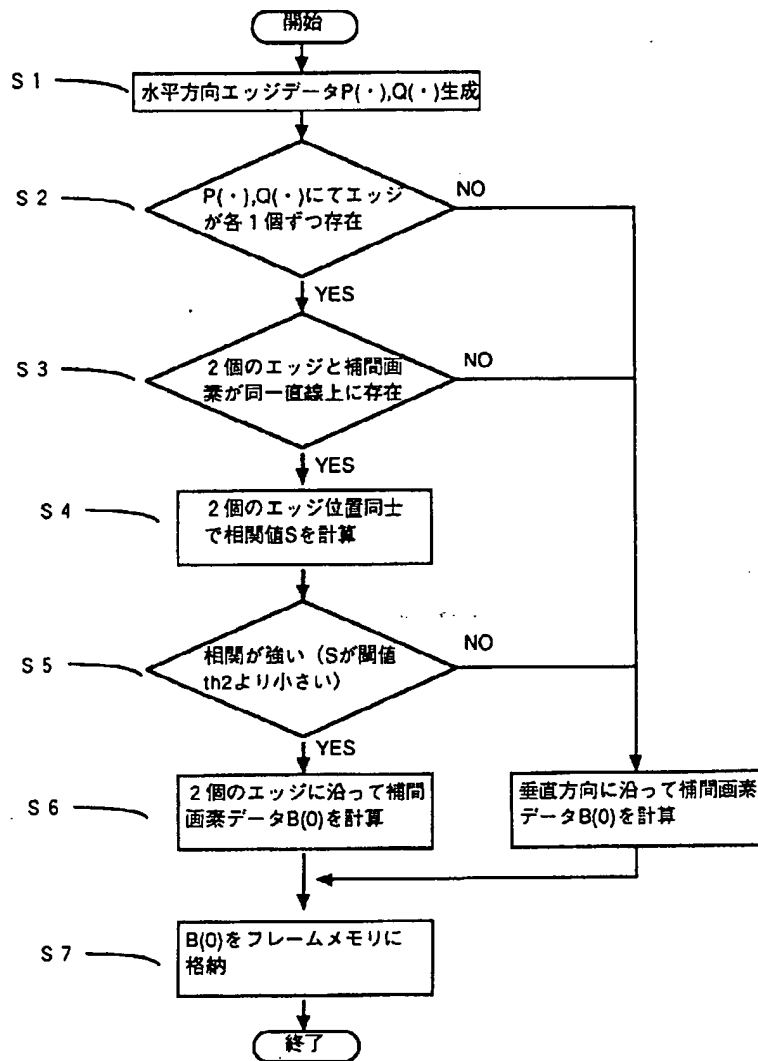 開始
S1
水平方向エッジデータP(・),Q(・)生成
S2
P(・),Q(・)にてエッジ
が各1個ずつ存在
NO
YES
S3
2個のエッジと補間画
素が同一直線上に存在
NO
YES
S4
2個のエッジ位置同士
で相関値Sを計算
S5
相関が強い（Sが閾値
th2より小さい）
NO
YES
S6
2個のエッジに沿って補間
画素データB(0)を計算
垂直方向に沿って補間画素
データB(0)を計算
S7
B(0)をフレームメモリに
格納
終了